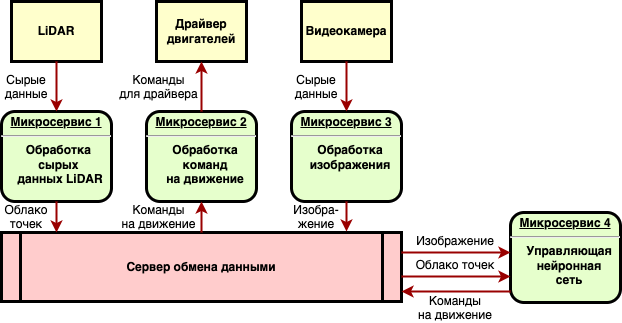 LiDAR
Драйвер
двигателей
Видеокамера
Сырые
данные
Команды
для драйвера
Сырые
данные
Микросервис 1
Обработка
сырых
данных LiDAR
Микросервис 2
Обработка
команд
на движение
Микросервис 3
Обработка
изображения
Облако
точек
Команды
на движение
Изобра-
жение
Сервер обмена данными
Изображение
Облако точек
Команды
на движение
Микросервис 4
Управляющая
нейронная
сеть